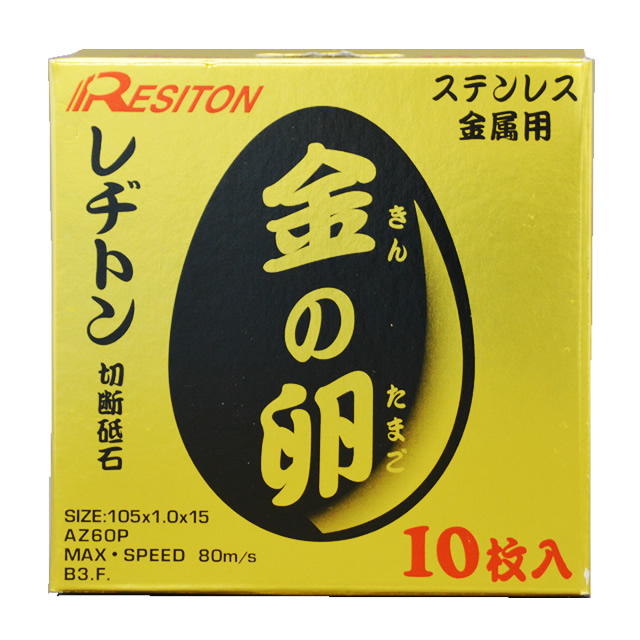 RESITON
ステンレス
金属用
レヂトン
切断砥石
金の卵
きん
たまご
SIZE:105x1.0x15
AZ60P
MAX・SPEED 80m/s
B3.F.
10枚入